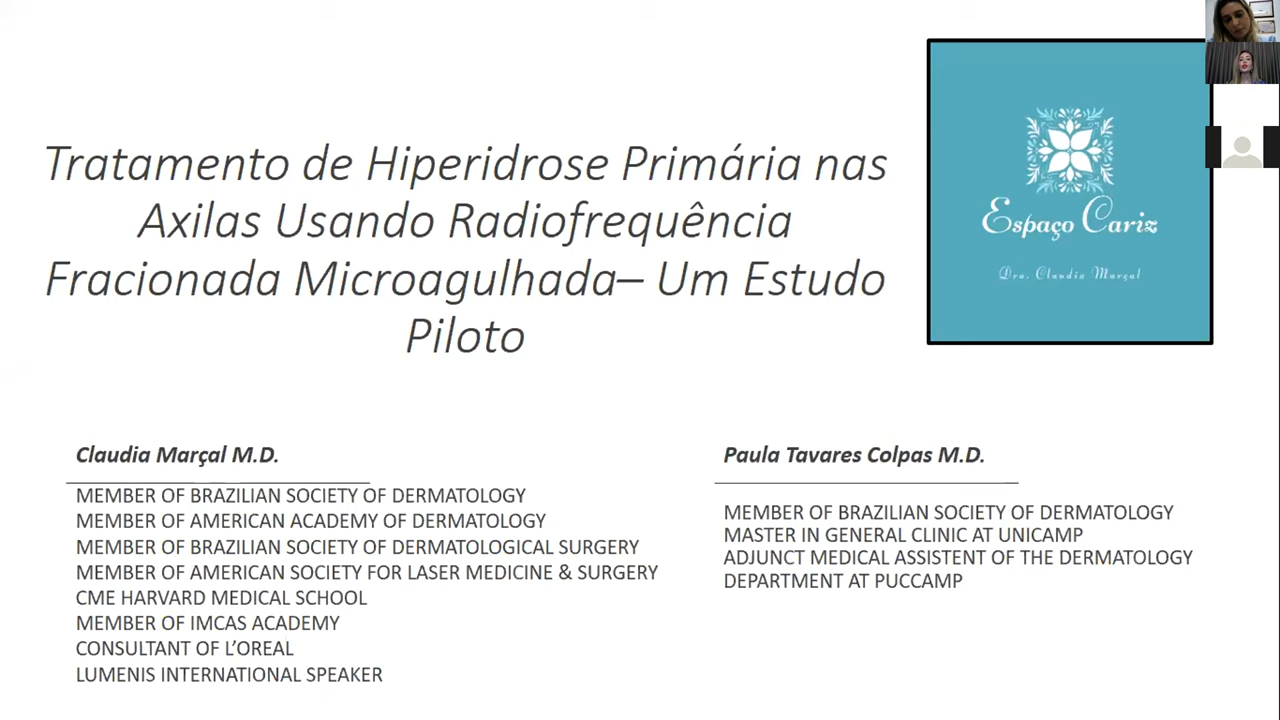 Tratamento de Hiperidrose Primária nas
Axilas Usando Radiofrequência
Fracionada Microagulhada– Um Estudo
Piloto
Espaço Cariz
Dra. Claudia Marçal
Claudia Marçal M.D.
MEMBER OF BRAZILIAN SOCIETY OF DERMATOLOGY
MEMBER OF AMERICAN ACADEMY OF DERMATOLOGY
MEMBER OF BRAZILIAN SOCIETY OF DERMATOLOGICAL SURGERY
MEMBER OF AMERICAN SOCIETY FOR LASER MEDICINE & SURGERY
CME HARVARD MEDICAL SCHOOL
MEMBER OF IMCAS ACADEMY
CONSULTANT OF L’OREAL
LUMENIS INTERNATIONAL SPEAKER
Paula Tavares Colpas M.D.
MEMBER OF BRAZILIAN SOCIETY OF DERMATOLOGY
MASTER IN GENERAL CLINIC AT UNICAMP
ADJUNCT MEDICAL ASSISTENT OF THE DERMATOLOGY
DEPARTMENT AT PUCCAMP